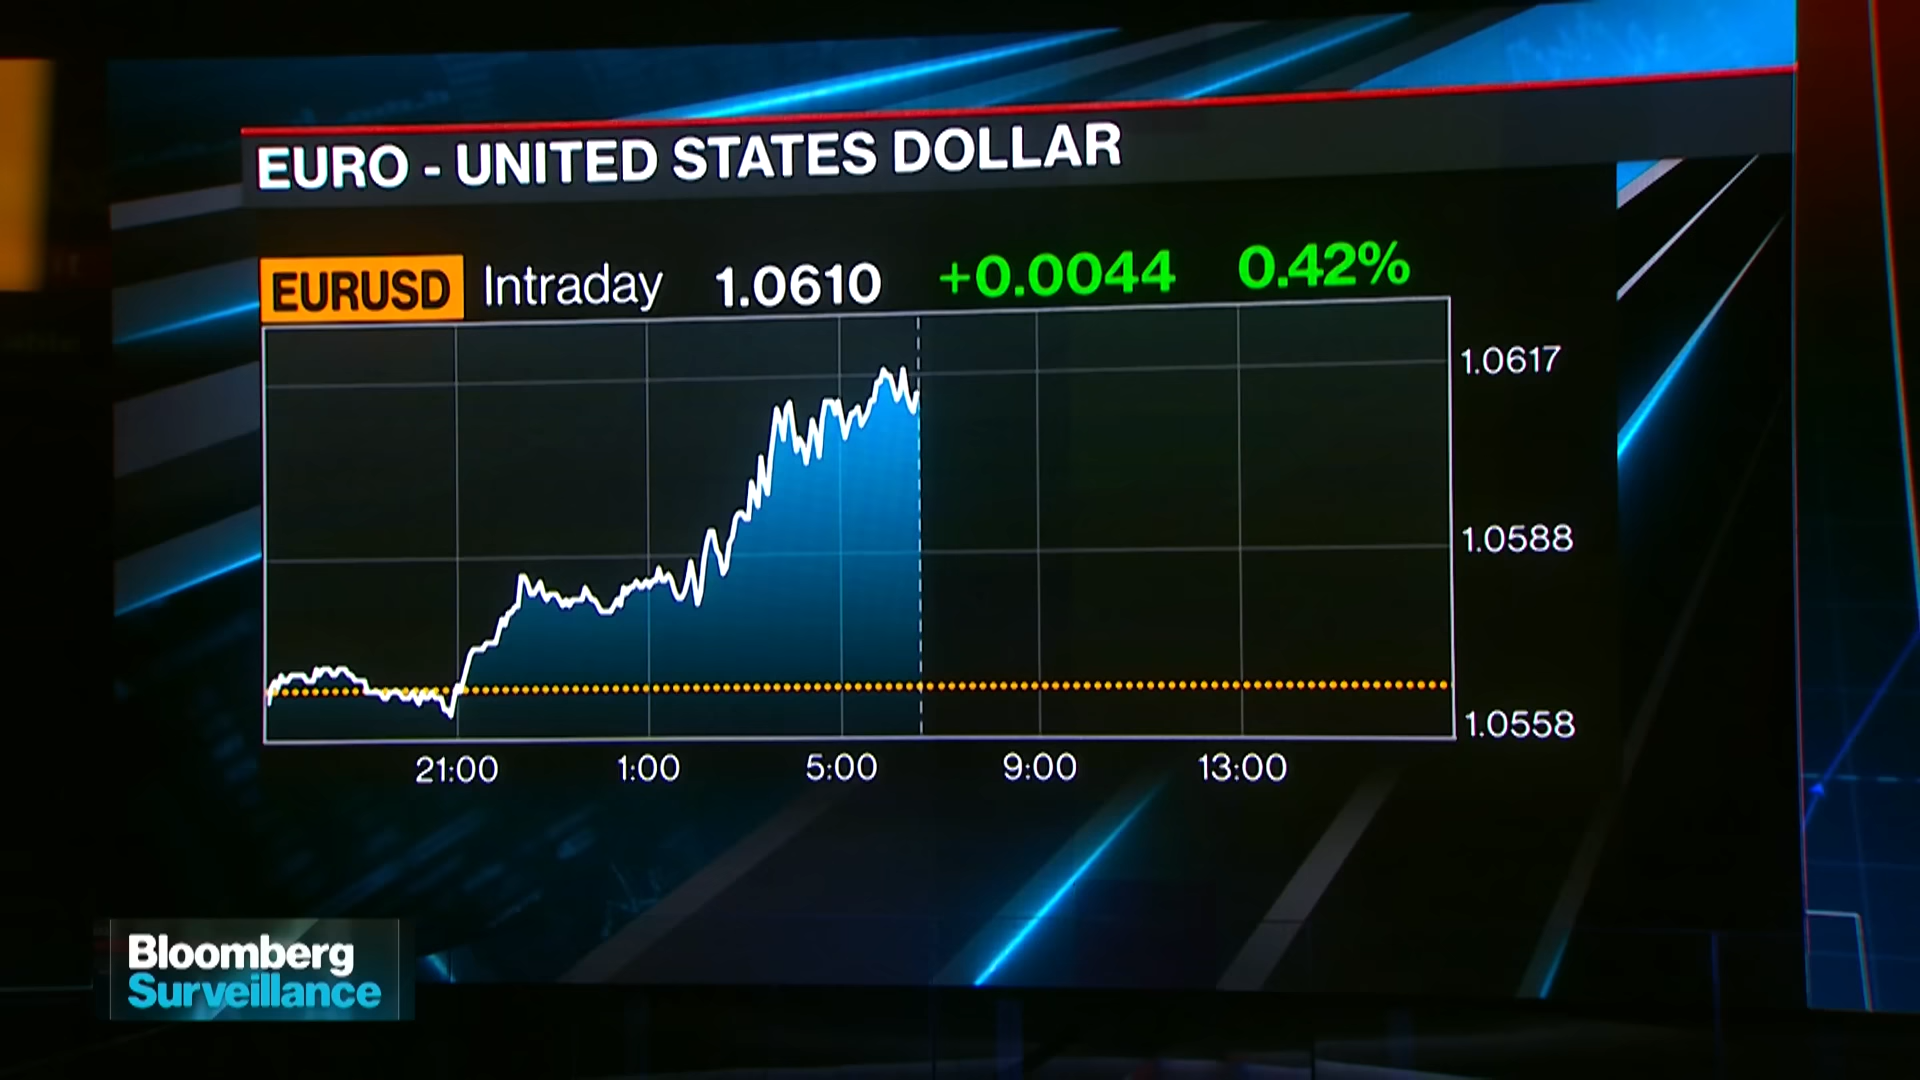 EURO - UNITED STATES DOLLAR
EURUSD Intraday 1.0610 +0.0044 0.42%
1.0617
1.0588
1.0558
21:00 1:00 5:00 9:00 13:00
Bloomberg
Surveillance